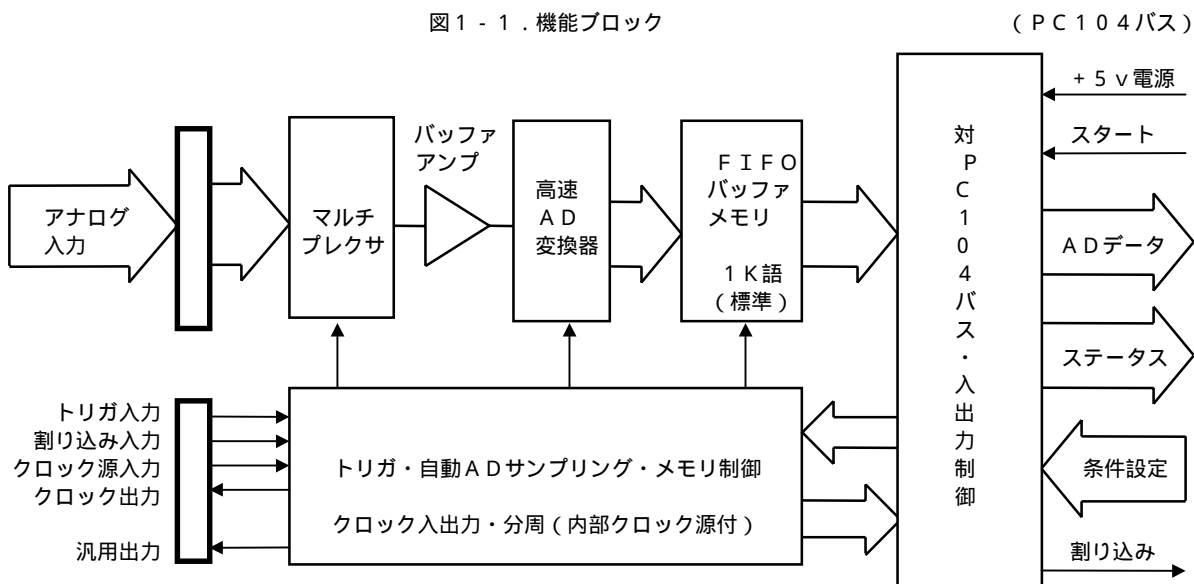 図1-1.機能ブロック
(PC104バス)
アナログ
入力
マルチ
プレクサ
バッファ
アンプ
高速
AD
変換器
FIFO
バッファ
メモリ
1K語
(標準)
対PC104バス・入出力制御
+5v電源
スタート
ADデータ
ステータス
条件設定
割り込み
トリガ入力
割り込み入力
クロック源入力
クロック出力
汎用出力
トリガ・自動ADサンプリング・メモリ制御
クロック入出力・分周(内部クロック源付)